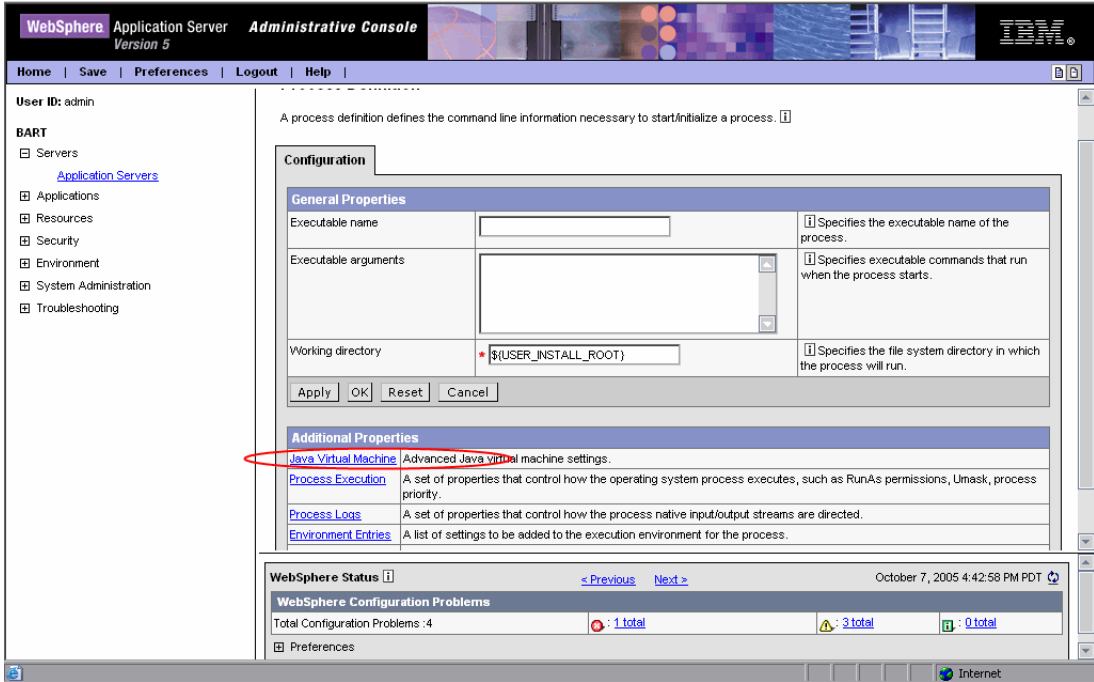 WebSphere Application Server Administrative Console
Version 5
IBM®
Home | Save | Preferences | Logout | Help |
User ID: admin
BART
Servers
Application Servers
Applications
Resources
Security
Environment
System Administration
Troubleshooting
Process Definition
A process definition defines the command line information necessary to start/initialize a process. i
Configuration
General Properties
Executable name
i Specifies the executable name of the
process.
Executable arguments
i Specifies executable commands that run
when the process starts.
Working directory
* ${USER_INSTALL_ROOT}
i Specifies the file system directory in which
the process will run.
Apply OK Reset Cancel
Additional Properties
Java Virtual Machine Advanced Java virtual machine settings.
Process Execution A set of properties that control how the operating system process executes, such as RunAs permissions, Umask, process
priority.
Process Logs A set of properties that control how the process native input/output streams are directed.
Environment Entries A list of settings to be added to the execution environment for the process.
WebSphere Status i < Previous Next > October 7, 2005 4:42:58 PM PDT
WebSphere Configuration Problems
Total Configuration Problems :4 : 1 total : 3 total : 0 total
Preferences
Internet